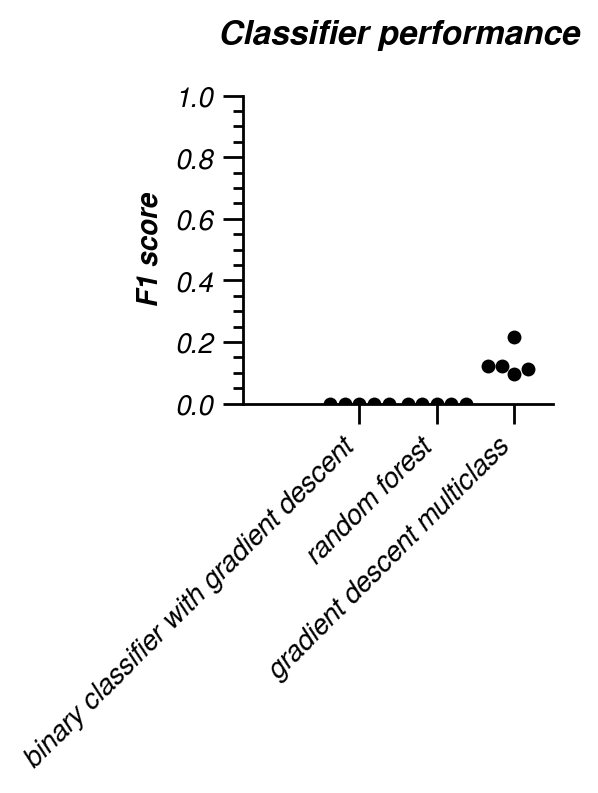 Classifier performance
F1 score
1.0
0.8
0.6
0.4
0.2
0.0
binary classifier with gradient descent
random forest
gradient descent multiclass